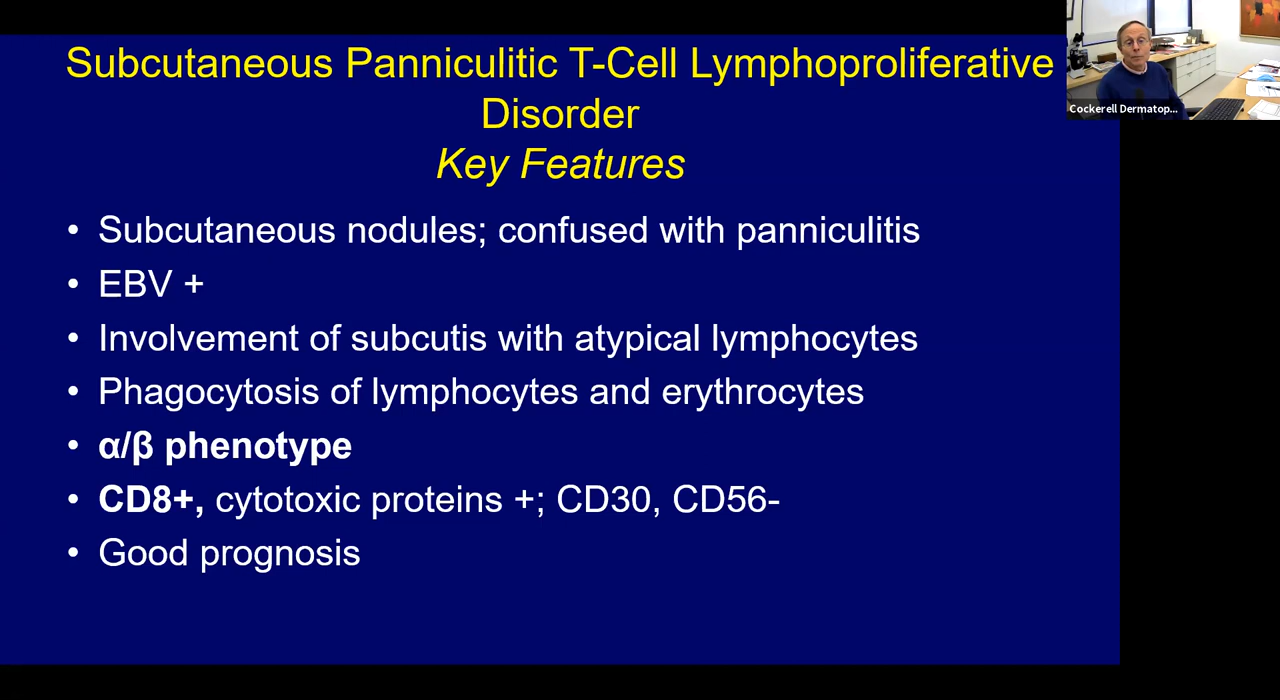 Subcutaneous Panniculitic T-Cell Lymphoproliferative
Disorder
Key Features
• Subcutaneous nodules; confused with panniculitis
• EBV +
• Involvement of subcutis with atypical lymphocytes
• Phagocytosis of lymphocytes and erythrocytes
• α/β phenotype
• CD8+, cytotoxic proteins +; CD30, CD56-
• Good prognosis
Cockerell Dermatop...